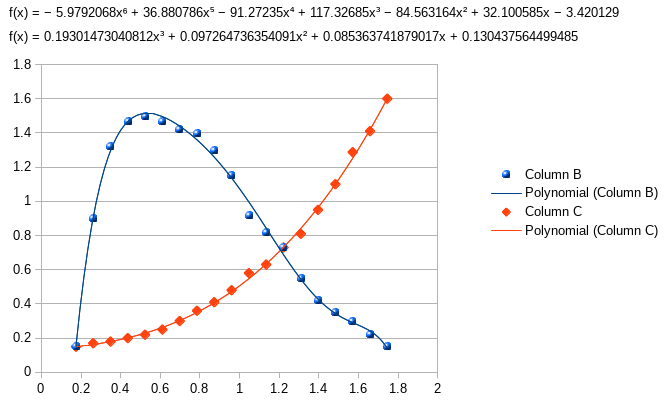 f(x) = − 5.9792068x⁶ + 36.880786x⁵ − 91.27235x⁴ + 117.32685x³ − 84.563164x² + 32.100585x − 3.420129
f(x) = 0.19301473040812x³ + 0.097264736354091x² + 0.085363741879017x + 0.130437564499485
1.8
1.6
1.4
1.2
1
0.8
0.6
0.4
0.2
0
0 0.2 0.4 0.6 0.8 1 1.2 1.4 1.6 1.8 2
Column B
Polynomial (Column B)
Column C
Polynomial (Column C)